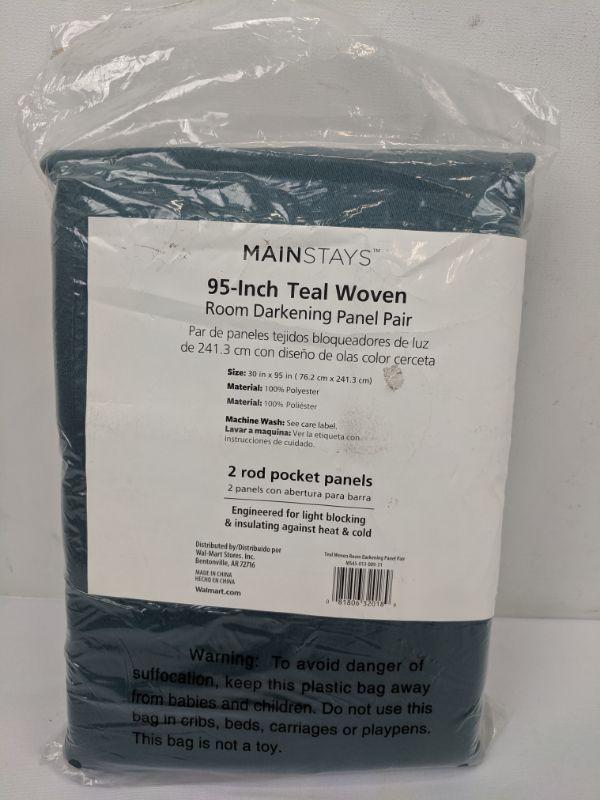 MAINSTAYS™
95-Inch Teal Woven
Room Darkening Panel Pair
Par de paneles tejidos bloqueadores de luz
de 241.3 cm con diseño de olas color cerceta
Size: 30 in x 95 in ( 76.2 cm x 241.3 cm)
Material: 100% Polyester
Material: 100% Poliéster
Machine Wash: See care label.
Lavar a maquina: Ver la etiqueta con
instrucciones de cuidado.
2 rod pocket panels
2 panels con abertura para barra
Engineered for light blocking
& insulating against heat & cold
Distributed by/Distribuido por
Wal-Mart Stores, Inc.
Bentonville, AR 72716
MADE IN CHINA
HECHO EN CHINA
Walmart.com
Teal Woven Room Darkening Panel Pair
Warning: To avoid danger of
suffocation, keep this plastic bag away
from babies and children. Do not use this
bag in cribs, beds, carriages or playpens.
This bag is not a toy.